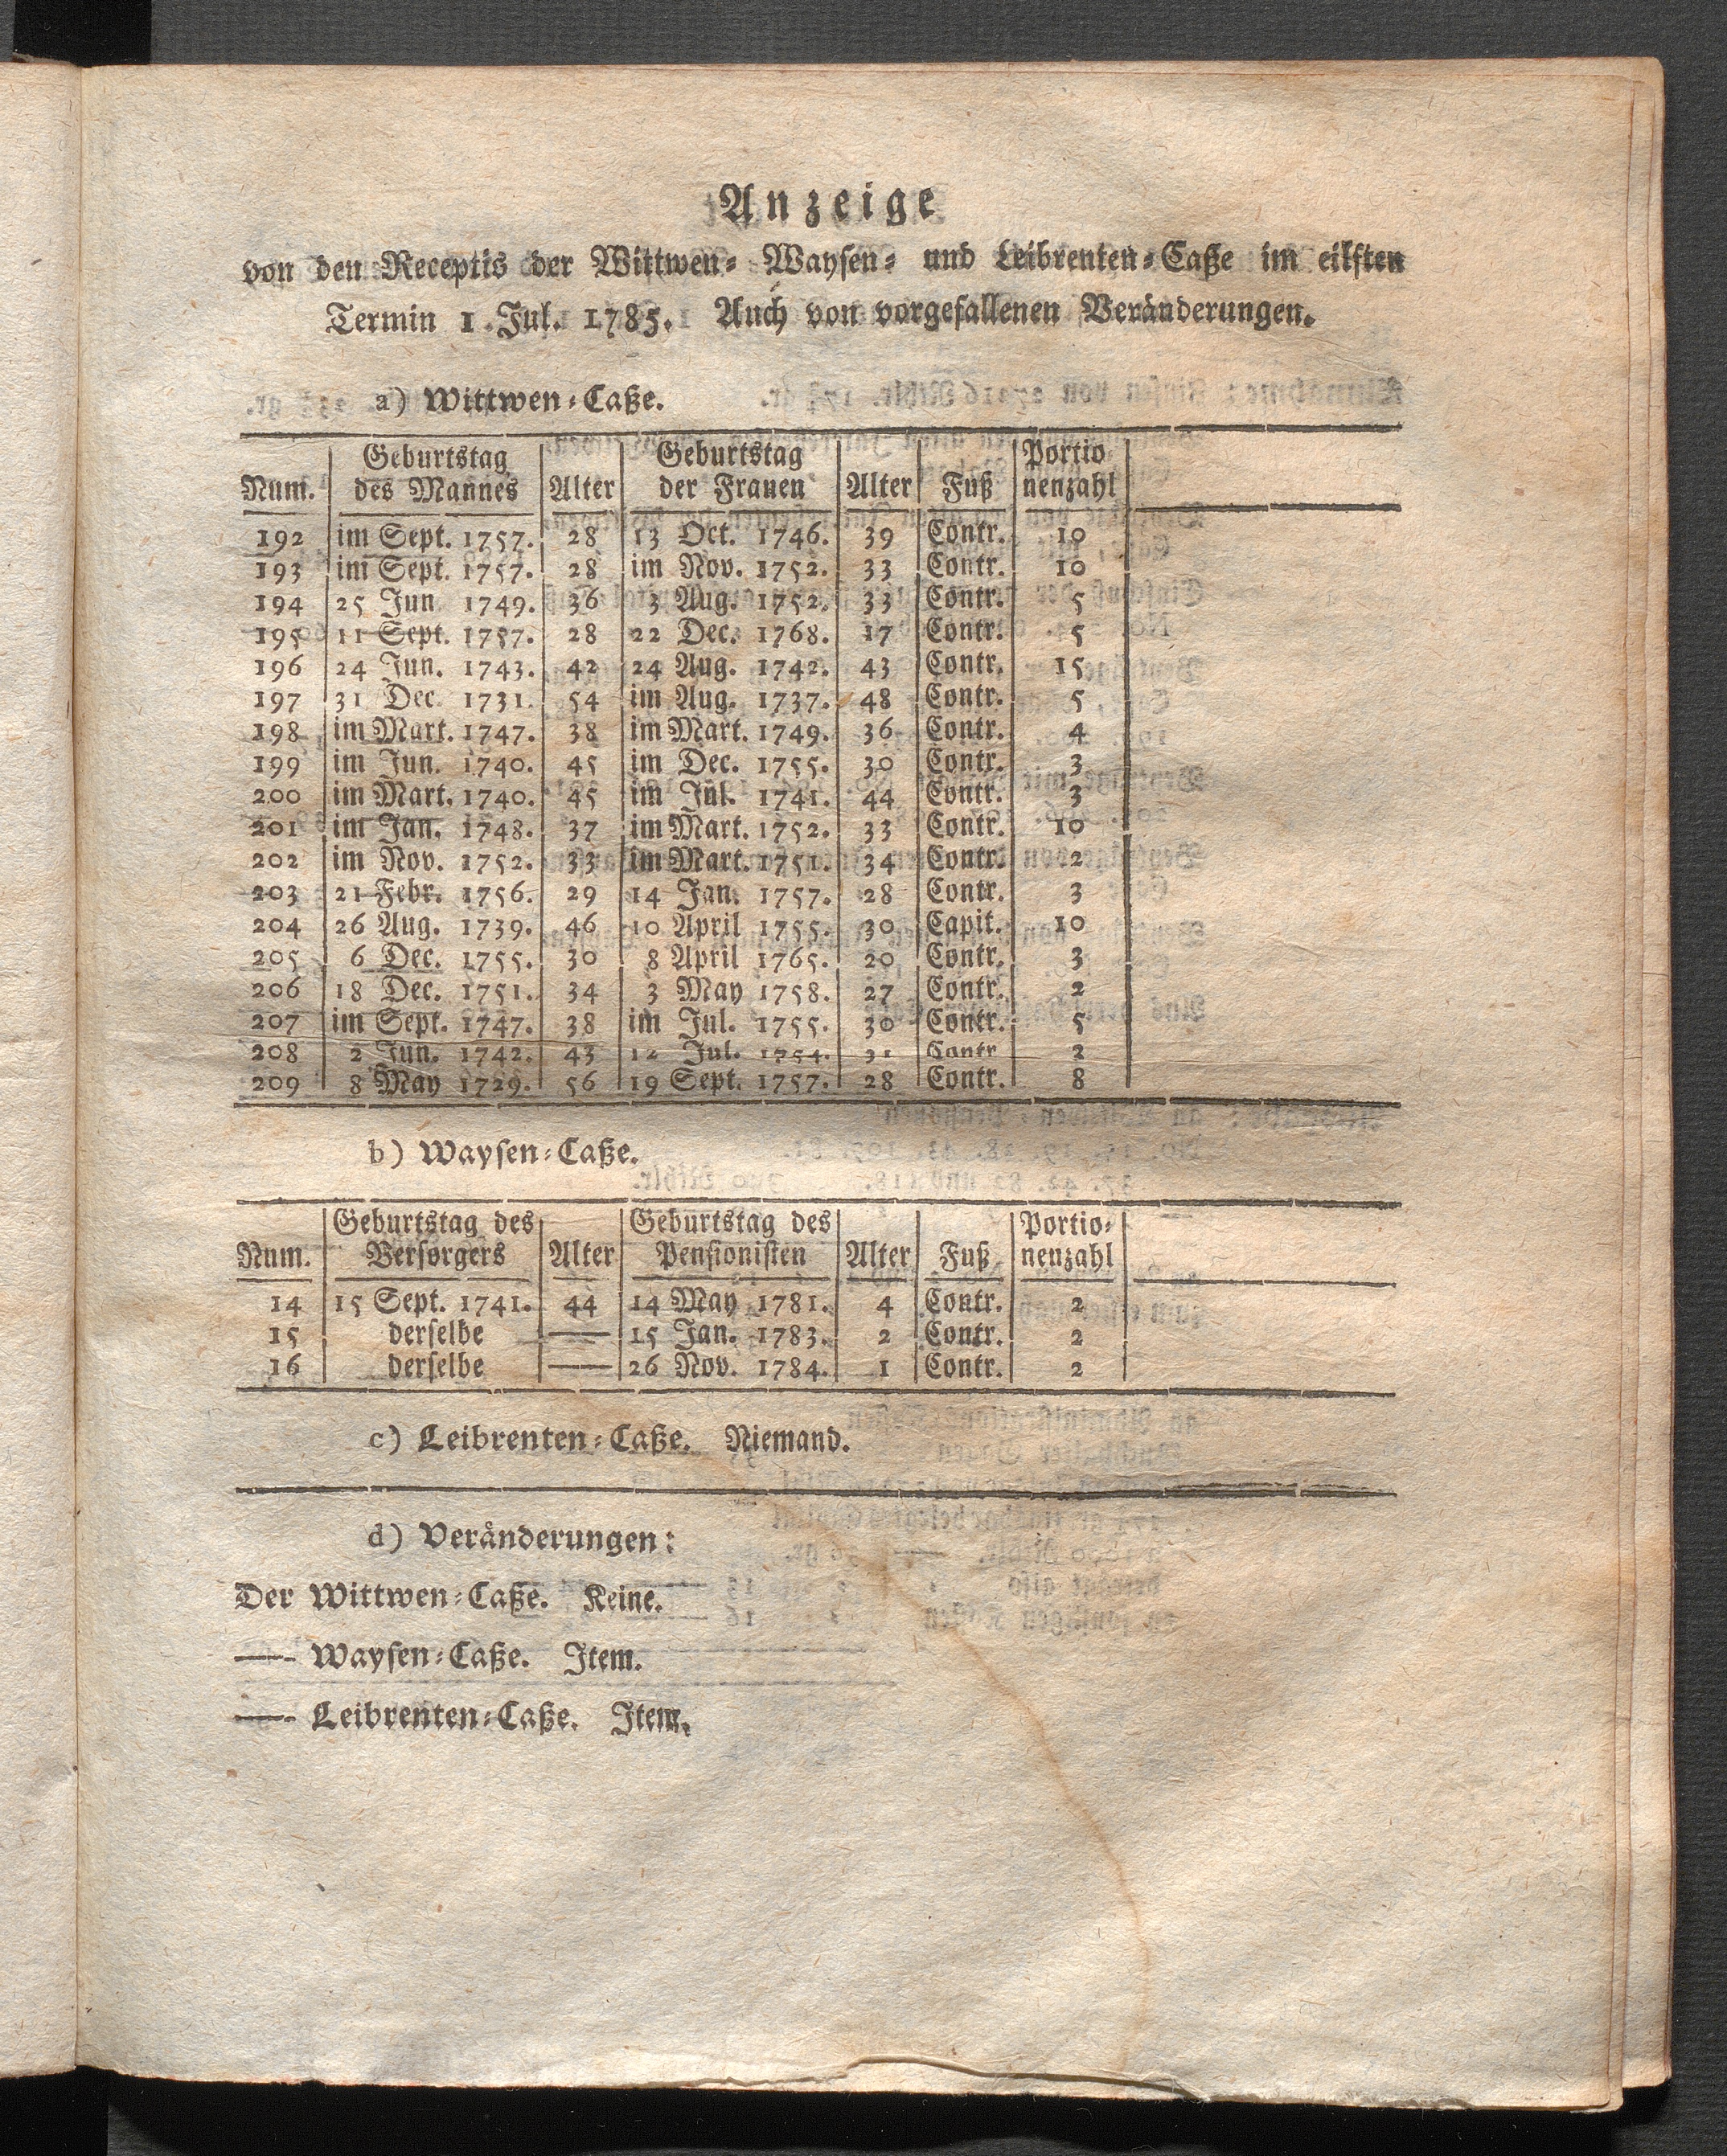 Anzeige
von den Receptis der Wittwen- Waysen- und Leibrenten-Caße im eilften
Termin 1. Jul. 1785. Auch von vorgefallenen Veränderungen.
a) Wittwen-Caße.
Num. Geburtstag des Mannes Alter Geburtstag der Frauen Alter Fuß Portio nenzahl
192 im Sept. 1757. 28 13 Oct. 1746. 39 Contr. 10
193 im Sept. 1757. 28 im Nov. 1752. 33 Contr. 10
194 25 Jun 1749. 36 3 Aug. 1752. 33 Contr. 5
195 11 Sept. 1757. 28 22 Dec. 1768. 17 Contr. 5
196 24 Jun. 1743. 42 24 Aug. 1742. 43 Contr. 15
197 31 Dec. 1731. 54 im Aug. 1737. 48 Contr. 5
198 im Mart. 1747. 38 im Mart. 1749. 36 Contr. 4
199 im Jun. 1740. 45 im Dec. 1755. 30 Contr. 3
200 im Mart. 1740. 45 im Jul. 1741. 44 Contr. 3
201 im Jan. 1748. 37 im Mart. 1752. 33 Contr. 10
202 im Nov. 1752. 33 im Mart. 1751. 34 Contr. 2
203 21 Febr. 1756. 29 14 Jan. 1757. 28 Contr. 3
204 26 Aug. 1739. 46 10 April 1755. 30 Capit. 10
205 6 Dec. 1755. 30 8 April 1765. 20 Contr. 3
206 18 Dec. 1751. 34 3 May 1758. 27 Contr. 2
207 im Sept. 1747. 38 im Jul. 1755. 30 Contr. 5
208 2 Jun. 1742. 43 12 Jul. 1754. 31 Contr
209 8 May 1729. 56 19 Sept. 1757. 28 Contr. 8
b) Waysen-Caße.
Num. Geburtstag des Versorgers Alter Geburtstag des Pensionisten Alter Fuß Portio-nenzahl
14 15 Sept. 1741. 44 14 May 1781. 4 Contr. 2
15 derselbe — 15 Jan. 1783. 2 Contr. 2
16 derselbe — 26 Nov. 1784. 1 Contr. 2
c) Leibrenten-Caße. Niemand.
d) Veränderungen:
Der Wittwen-Caße. Keine.
— Waysen-Caße. Item.
— Leibrenten-Caße. Item.